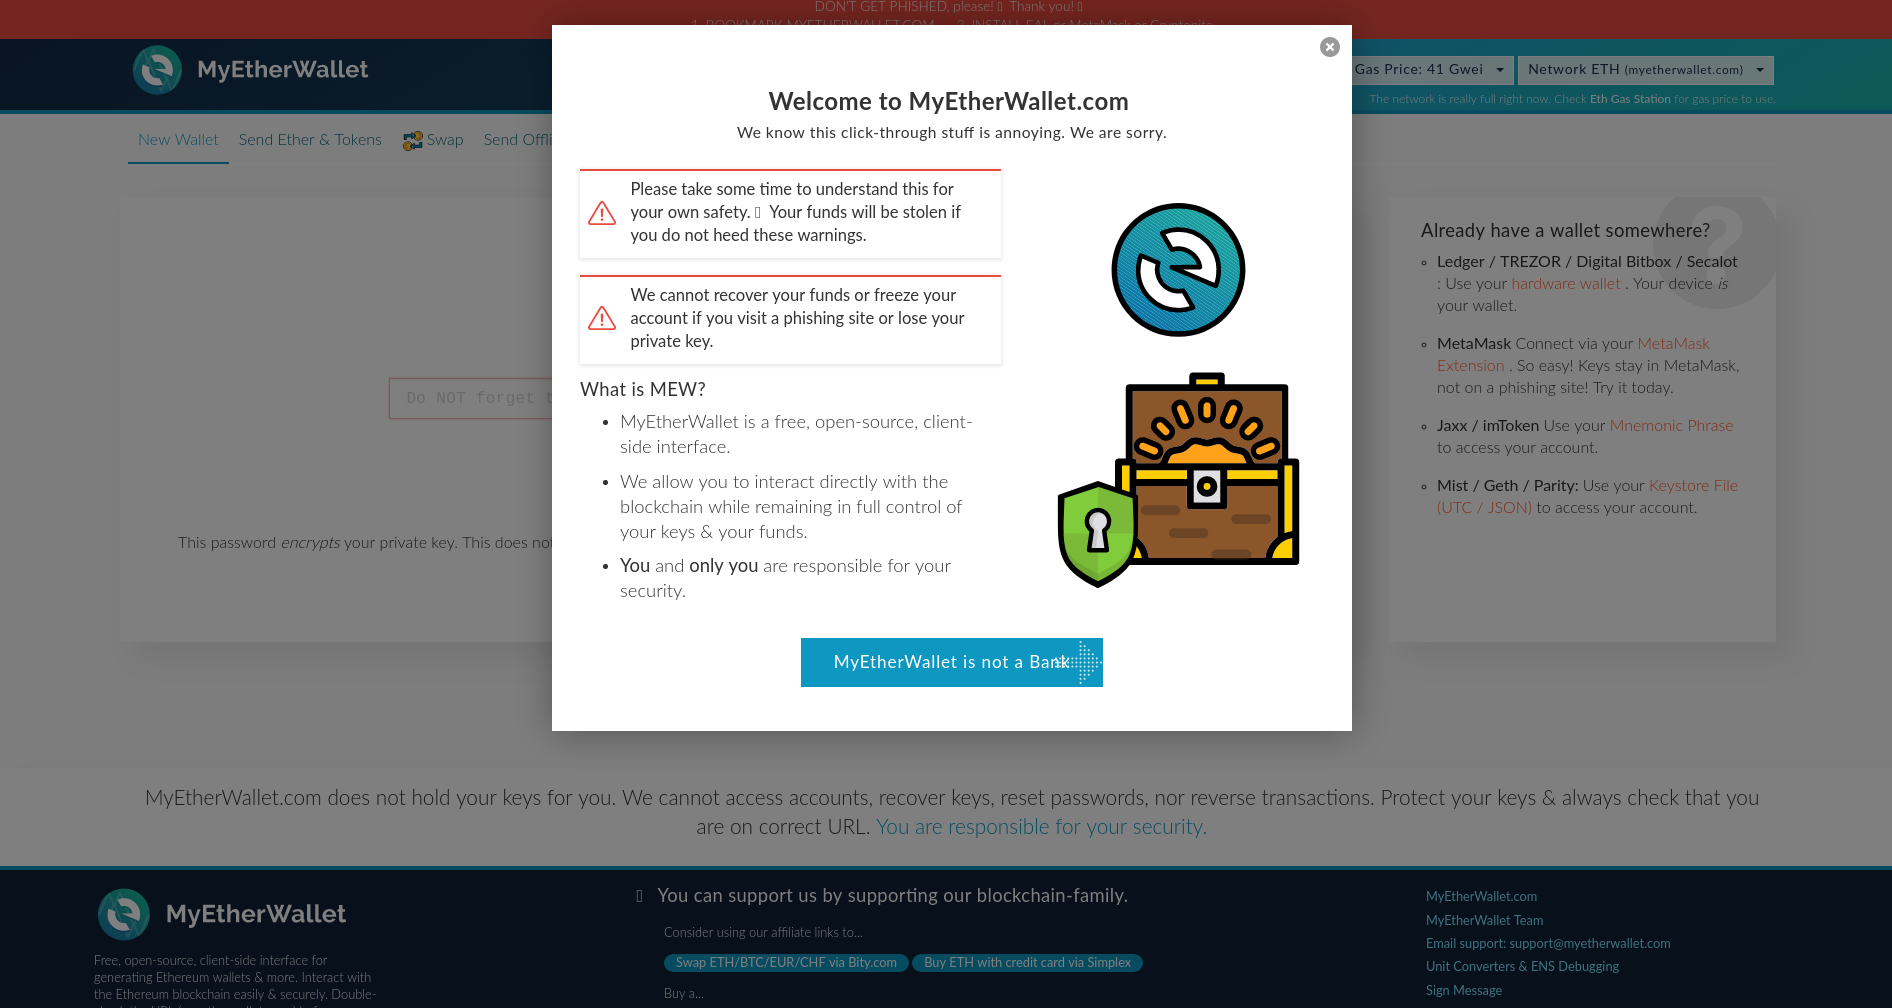 DON'T GET PHISHED, please! Thank you!
1. BOOKMARK MYETHERWALLET.COM 2. INSTALL EAL or MetaMask or Cryptonite
MyEtherWallet
Gas Price: 41 Gwei
Network ETH (myetherwallet.com)
The network is really full right now. Check Eth Gas Station for gas price to use.
New Wallet
Send Ether & Tokens
Swap
Send Offli
Welcome to MyEtherWallet.com
We know this click-through stuff is annoying. We are sorry.
Please take some time to understand this for
your own safety. Your funds will be stolen if
you do not heed these warnings.
We cannot recover your funds or freeze your
account if you visit a phishing site or lose your
private key.
What is MEW?
MyEtherWallet is a free, open-source, client-
side interface.
We allow you to interact directly with the
blockchain while remaining in full control of
your keys & your funds.
You and only you are responsible for your
security.
MyEtherWallet is not a Bank
Do NOT forget t
This password encrypts your private key. This does not
Already have a wallet somewhere?
Ledger / TREZOR / Digital Bitbox / Secalot
: Use your hardware wallet . Your device is
your wallet.
MetaMask Connect via your MetaMask
Extension . So easy! Keys stay in MetaMask,
not on a phishing site! Try it today.
Jaxx / imToken Use your Mnemonic Phrase
to access your account.
Mist / Geth / Parity: Use your Keystore File
(UTC / JSON) to access your account.
MyEtherWallet.com does not hold your keys for you. We cannot access accounts, recover keys, reset passwords, nor reverse transactions. Protect your keys & always check that you
are on correct URL. You are responsible for your security.
MyEtherWallet
Free, open-source, client-side interface for
generating Ethereum wallets & more. Interact with
the Ethereum blockchain easily & securely. Double-
You can support us by supporting our blockchain-family.
Consider using our affiliate links to...
Swap ETH/BTC/EUR/CHF via Bity.com
Buy ETH with credit card via Simplex
Buy a...
MyEtherWallet.com
MyEtherWallet Team
Email support: support@myetherwallet.com
Unit Converters & ENS Debugging
Sign Message